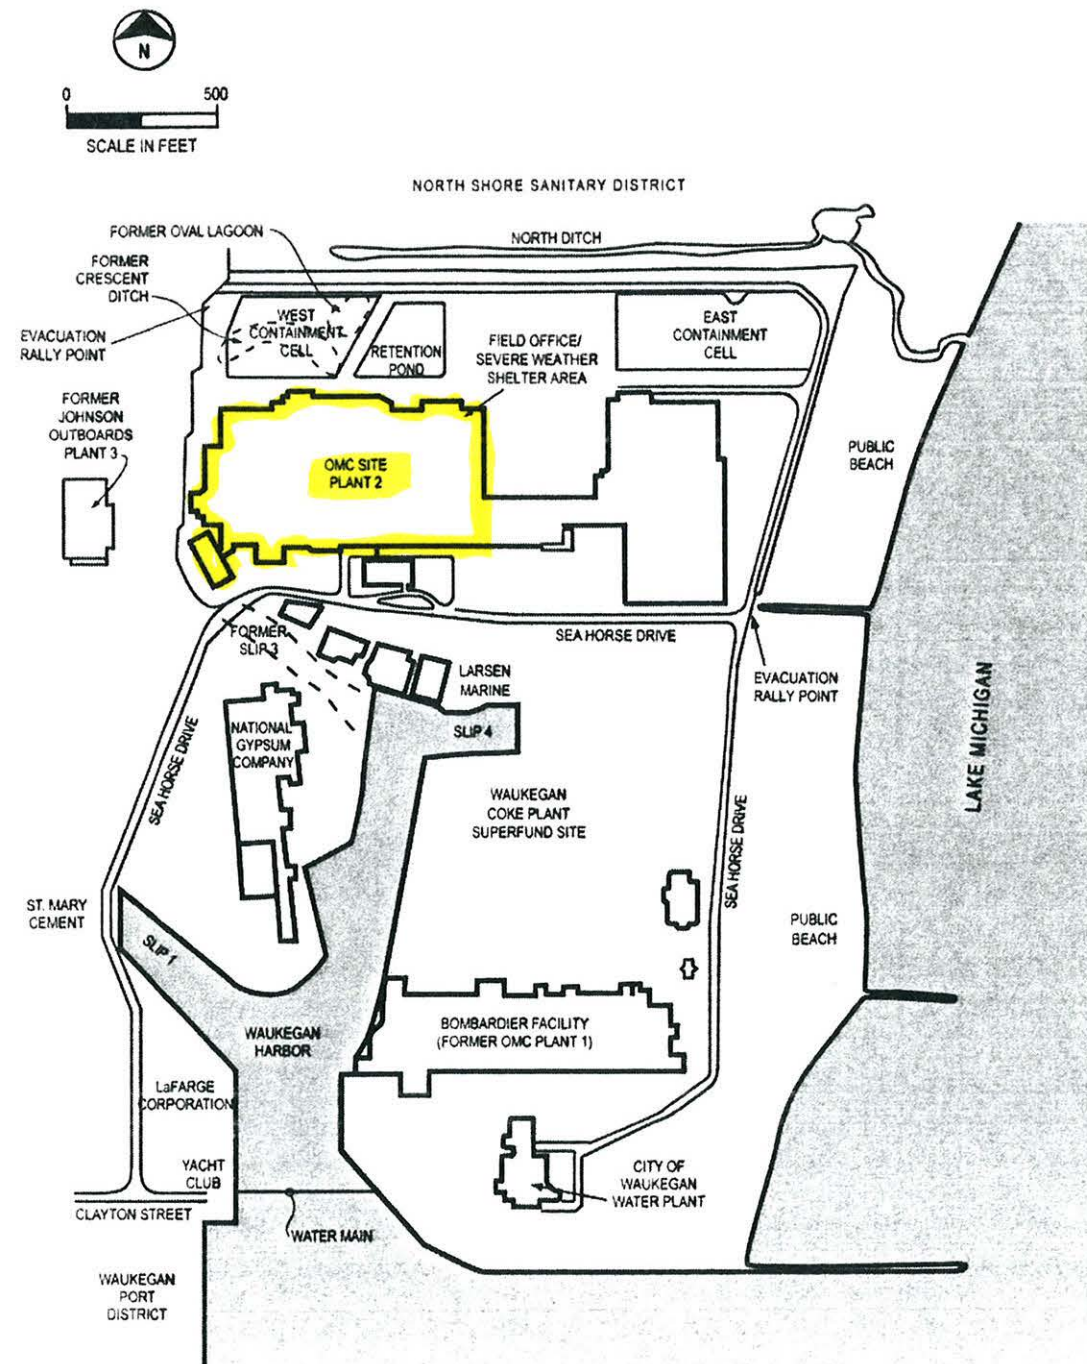 N
0 500
SCALE IN FEET
NORTH SHORE SANITARY DISTRICT
FORMER OVAL LAGOON
NORTH DITCH
FORMER
CRESCENT
DITCH
EVACUATION
RALLY POINT
WEST
CONTAINMENT
CELL
RETENTION
POND
FIELD OFFICE/
SEVERE WEATHER
SHELTER AREA
EAST
CONTAINMENT
CELL
FORMER
JOHNSON
OUTBOARDS
PLANT 3
OMC SITE
PLANT 2
PUBLIC
BEACH
FORMER
SLIP 3
SEA HORSE DRIVE
LARSEN
MARINE
EVACUATION
RALLY POINT
SLIP 4
NATIONAL
GYPSUM
COMPANY
SEA HORSE DRIVE
LAKE MICHIGAN
WAUKEGAN
COKE PLANT
SUPERFUND SITE
SEA HORSE DRIVE
ST. MARY
CEMENT
SLIP 1
PUBLIC
BEACH
WAUKEGAN
HARBOR
BOMBARDIER FACILITY
(FORMER OMC PLANT 1)
LaFARGE
CORPORATION
YACHT
CLUB
CITY OF
WAUKEGAN
WATER PLANT
CLAYTON STREET
WATER MAIN
WAUKEGAN
PORT
DISTRICT